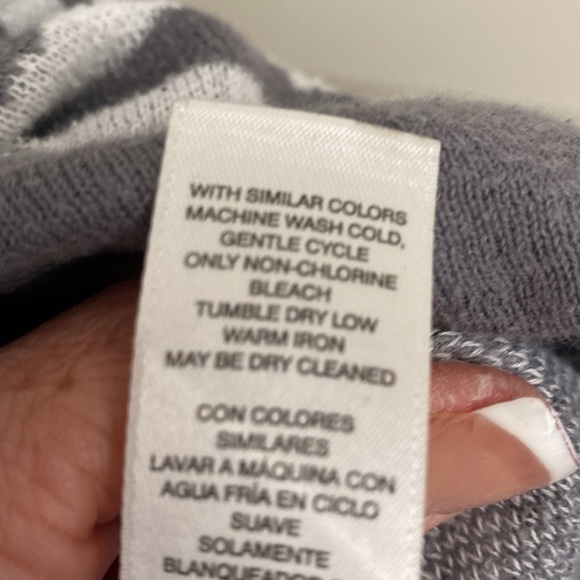 WITH SIMILAR COLORS
MACHINE WASH COLD,
GENTLE CYCLE
ONLY NON-CHLORINE
BLEACH
TUMBLE DRY LOW
WARM IRON
MAY BE DRY CLEANED
CON COLORES
SIMILARES
LAVAR A MÁQUINA CON
AGUA FRÍA EN CICLO
SUAVE
SOLAMENTE
BLANQUEADOR